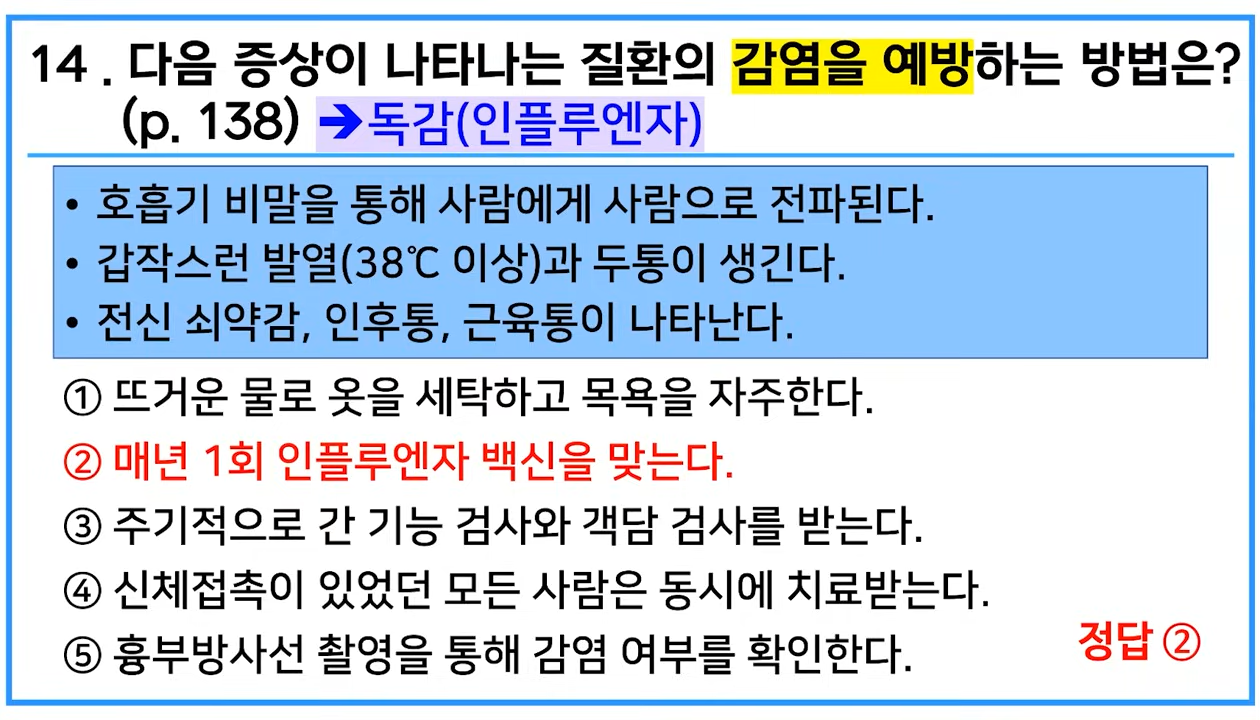 14 . 다음 증상이 나타나는 질환의 감염을 예방하는 방법은?
(p. 138) ➔독감(인플루엔자)
• 호흡기 비말을 통해 사람에게 사람으로 전파된다.
• 갑작스런 발열(38℃ 이상)과 두통이 생긴다.
• 전신 쇠약감, 인후통, 근육통이 나타난다.
① 뜨거운 물로 옷을 세탁하고 목욕을 자주한다.
② 매년 1회 인플루엔자 백신을 맞는다.
③ 주기적으로 간 기능 검사와 객담 검사를 받는다.
④ 신체접촉이 있었던 모든 사람은 동시에 치료받는다.
⑤ 흉부방사선 촬영을 통해 감염 여부를 확인한다.
정답 ②